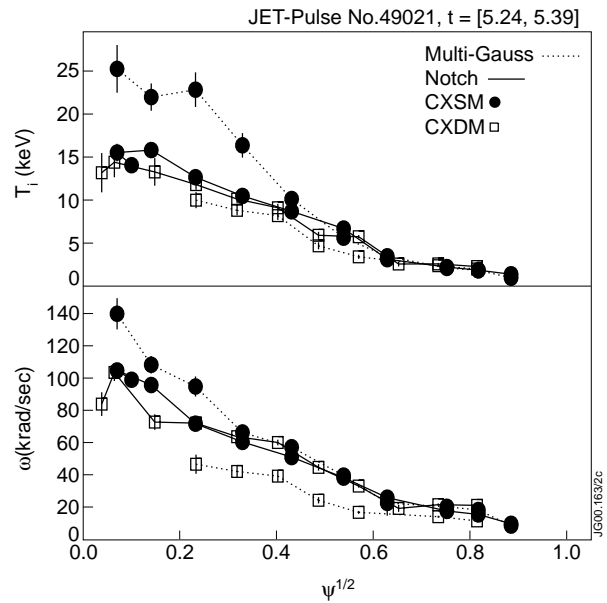 JET-Pulse No.49021, t = [5.24, 5.39]
Multi-Gauss
Notch
CXSM
CXDM
25
20
15
10
5
0
T_i (keV)
140
120
100
80
60
40
20
0
ω(krad/sec)
0.0 0.2 0.4 0.6 0.8 1.0
ψ^1/2
JG00.163/2c